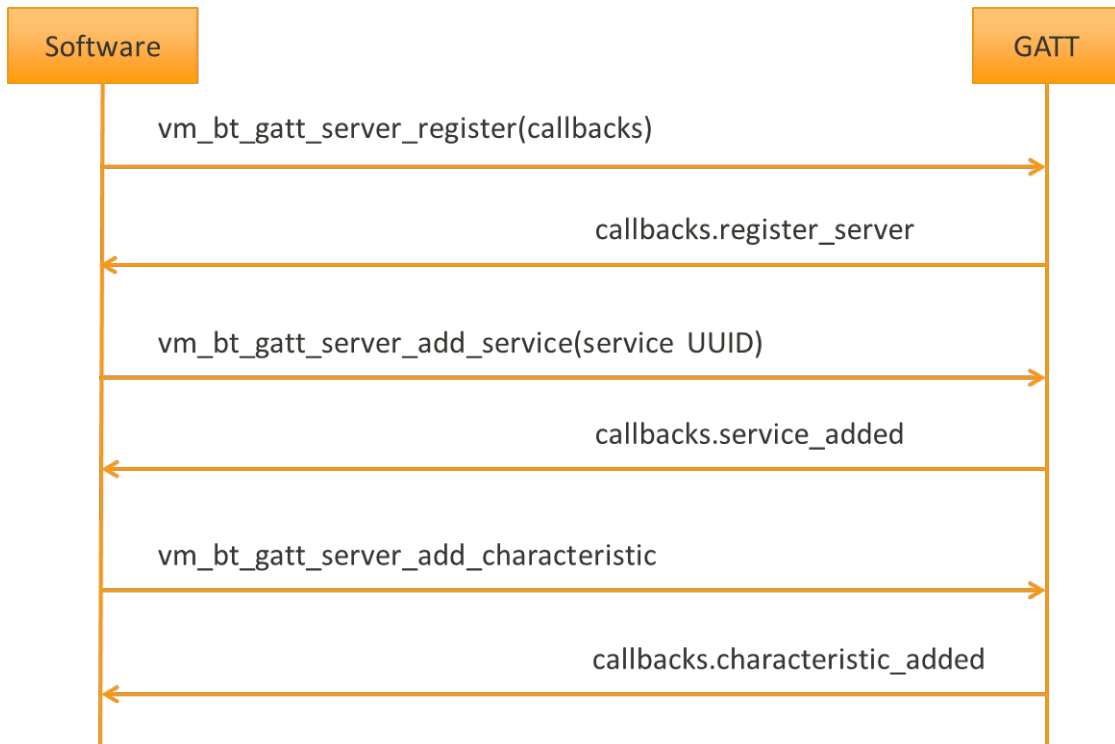 Software
GATT
vm_bt_gatt_server_register(callbacks)
callbacks.register_server
vm_bt_gatt_server_add_service(service UUID)
callbacks.service_added
vm_bt_gatt_server_add_characteristic
callbacks.characteristic_added